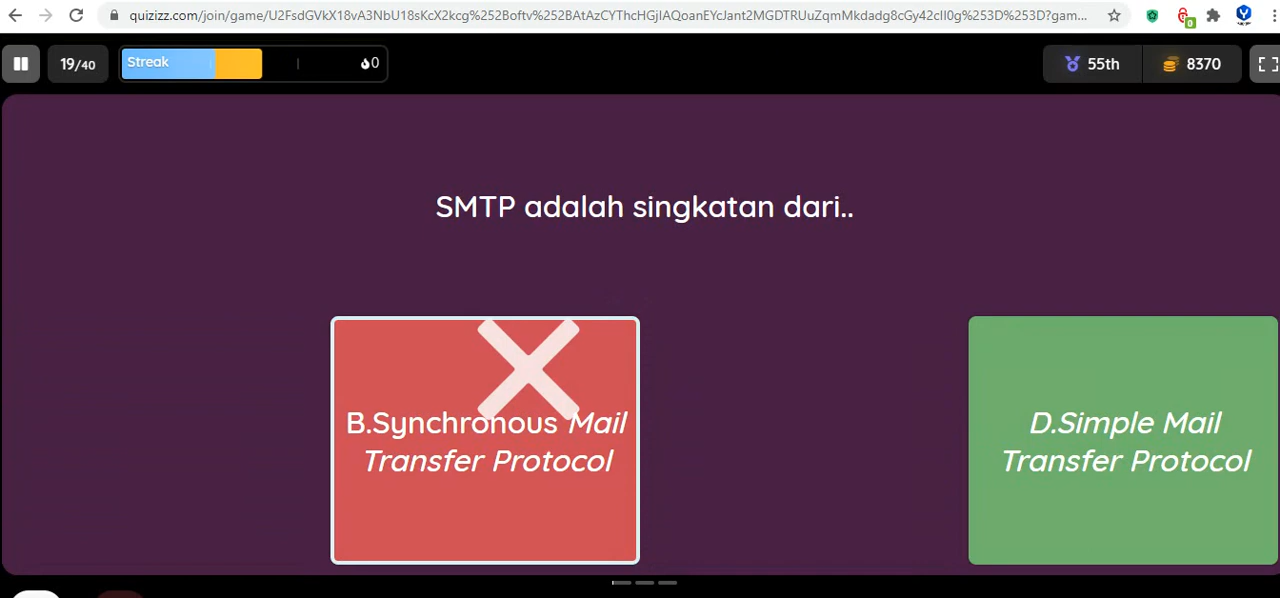 quizizz.com/join/game/U2FsdGVkX18vA3NbU18sKcX2kcg%252Boftv%252BAtAzCYThcHGjIAQoanEYcJant2MGDTRUuZqmMkdadg8cGy42cIl0g%253D%253D?gam...
0
19/40
Streak
0
55th
8370
SMTP adalah singkatan dari..
B.Synchronous Mail
Transfer Protocol
D.Simple Mail
Transfer Protocol